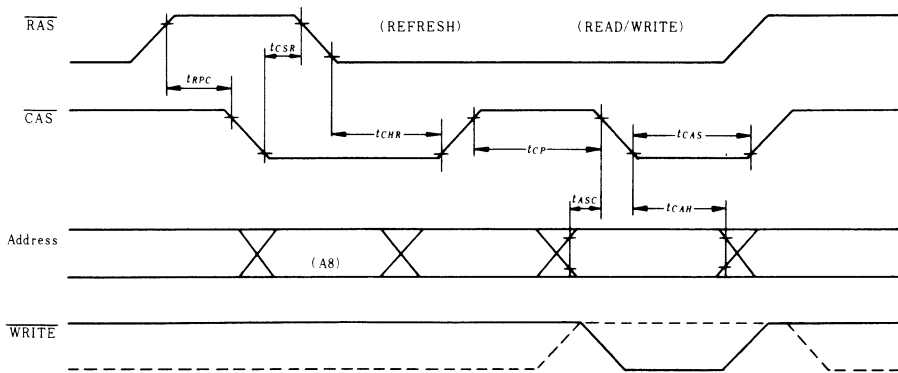 RAS (REFRESH) (READ/WRITE)
tCSR
tRPC
CAS
tCHR tCP tCAS
tASC tCAH
Address
(A8)
WRITE